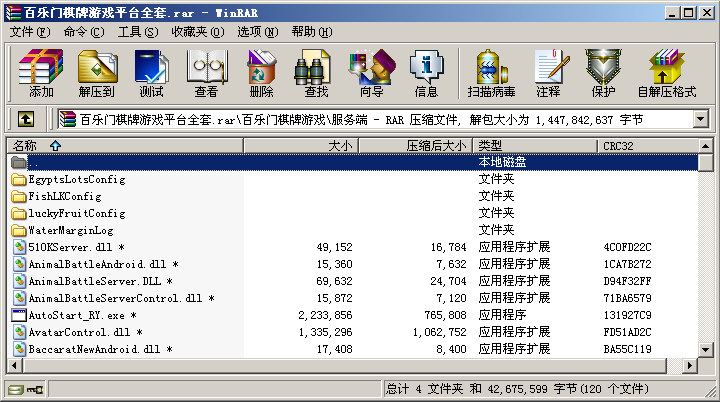 百乐门棋牌游戏平台全套.rar - WinRAR
文件(F) 命令(C) 工具(S) 收藏夹(O) 选项(N) 帮助(H)
添加 解压到 测试 查看 删除 查找 向导 信息 扫描病毒 注释 保护 自解压格式
百乐门棋牌游戏平台全套.rar\百乐门棋牌游戏\服务端 - RAR 压缩文件, 解包大小为 1,447,842,637 字节
名称 大小 压缩后大小 类型 CRC32
.. 本地磁盘
EgyptsLotsConfig 文件夹
FishLKConfig 文件夹
luckyFruitConfig 文件夹
WaterMarginLog 文件夹
510KServer.dll * 49,152 16,784 应用程序扩展 4C0FD22C
AnimalBattleAndroid.dll * 15,360 7,632 应用程序扩展 1CA7B272
AnimalBattleServer.DLL * 69,632 24,704 应用程序扩展 D94F32FF
AnimalBattleServerControl.dll * 15,872 7,120 应用程序扩展 71BA6579
AutoStart_RY.exe * 2,233,856 765,808 应用程序 131927C9
AvatarControl.dll * 1,335,296 1,062,752 应用程序扩展 FD51AD2C
BaccaratNewAndroid.dll * 17,408 8,400 应用程序扩展 BA55C119
总计 4 文件夹 和 42,675,599 字节(120 个文件)